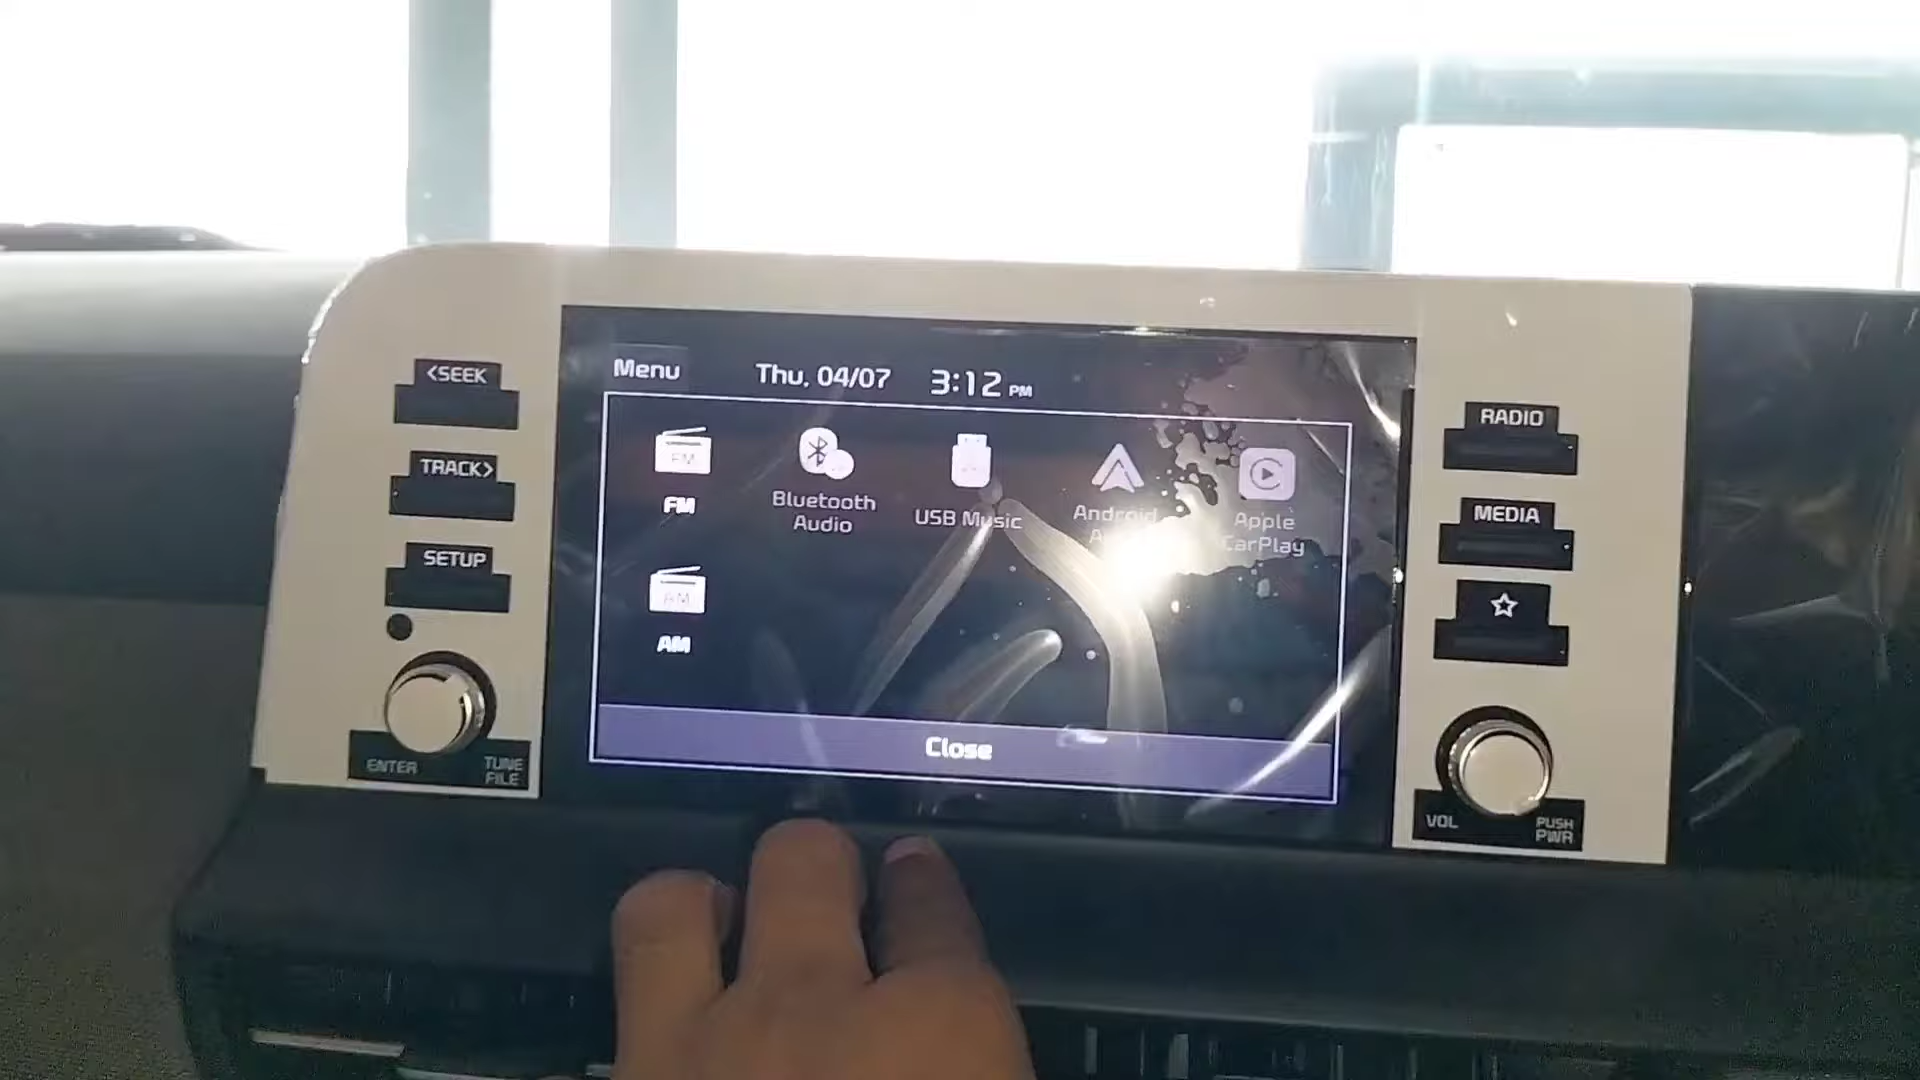 <SEEK
TRACK>
SETUP
ENTER
TUNE
FILE
Menu
Thu, 04/07
3:12 PM
FM
FM
Bluetooth
Audio
USB Music
Android
Apple
CarPlay
AM
AM
Close
RADIO
MEDIA
VOL
PUSH
PWR